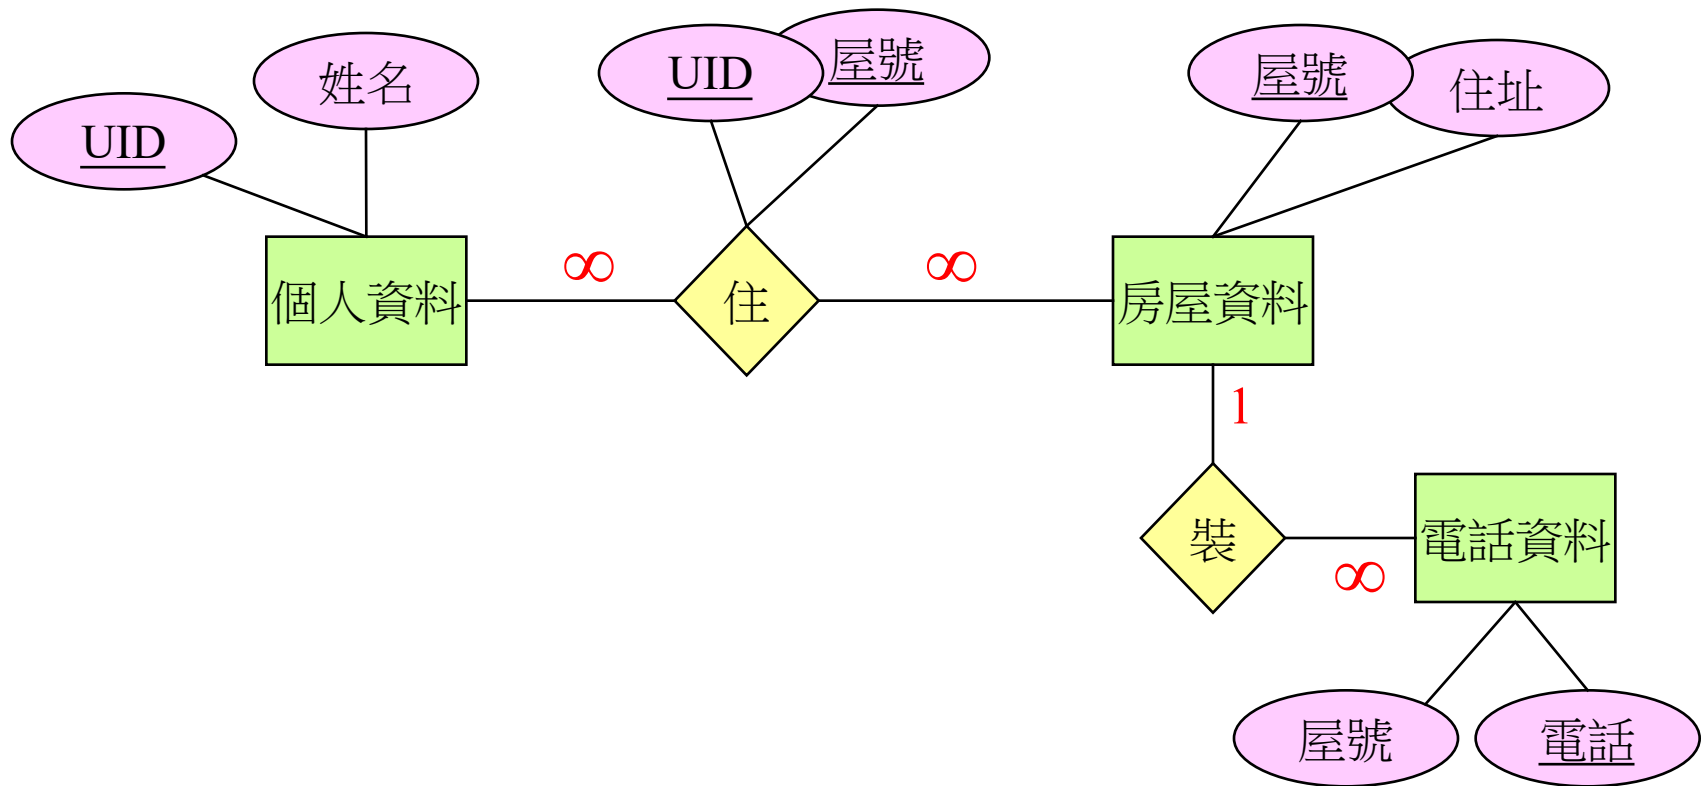 UID
姓名
UID
屋號
屋號
住址
個人資料
∞
住
∞
房屋資料
1
裝
∞
電話資料
屋號
電話